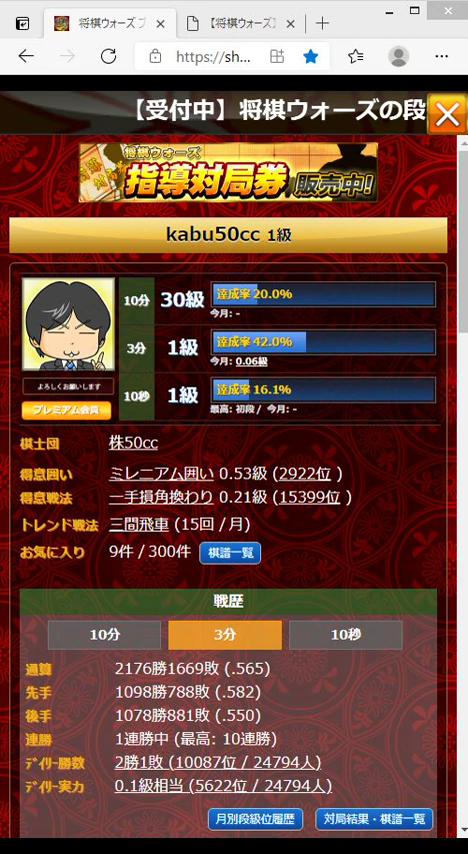 将棋ウォーズ プ
【将棋ウォーズ】
https://sh...
【受付中】将棋ウォーズの段
将棋ウォーズ
指導対局券 販売中!
kabu50cc 1級
10分 30級 達成率 20.0%
今月: -
3分 1級 達成率 42.0%
今月: 0.06級
10秒 1級 達成率 16.1%
最高: 初段 / 今月: -
よろしくお願いします
プレミアム会員
棋士団 株50cc
得意囲い ミレニアム囲い 0.53級 (2922位 )
得意戦法 一手損角換わり 0.21級 (15399位 )
トレンド戦法 三間飛車 (15回 / 月)
お気に入り 9件 / 300件 棋譜一覧
戦歴
10分 3分 10秒
通算 2176勝1669敗 (.565)
先手 1098勝788敗 (.582)
後手 1078勝881敗 (.550)
連勝 1連勝中 (最高: 10連勝)
デイリー勝数 2勝1敗 (10087位 / 24794人)
デイリー実力 0.1級相当 (5622位 / 24794人)
月別段級位履歴 対局結果・棋譜一覧